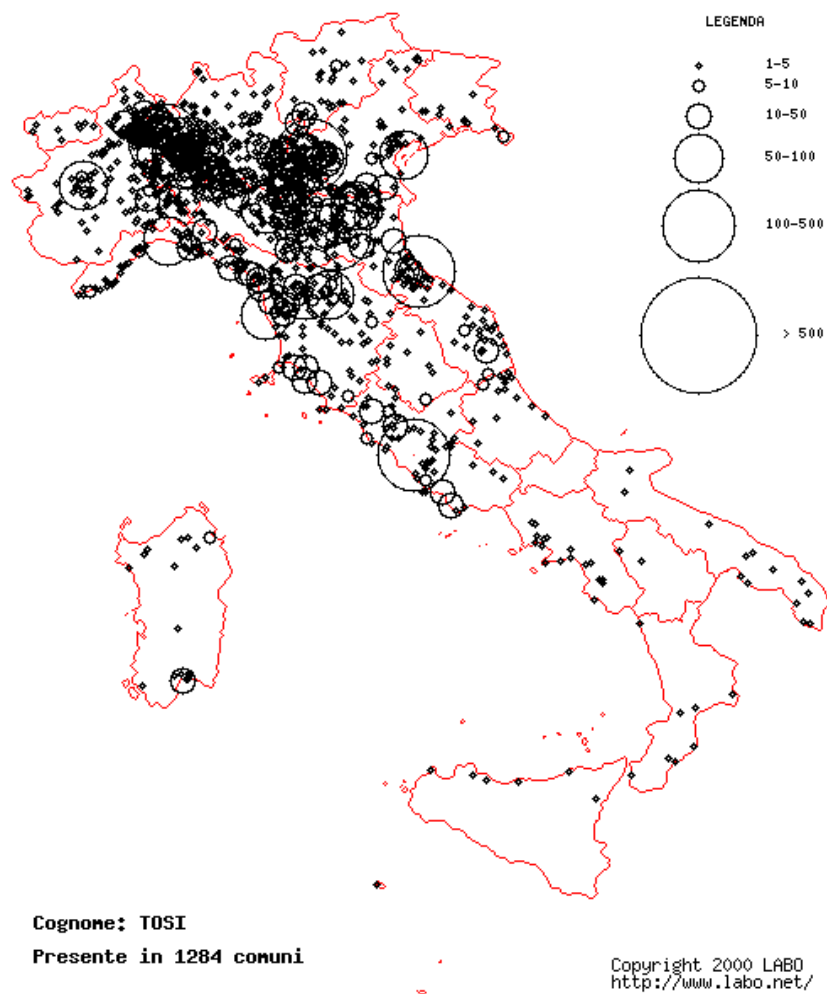 LEGENDA
1-5
5-10
10-50
50-100
100-500
> 500
Cognome: TOSI
Presente in 1284 comuni
Copyright 2000 LABO
http://www.labo.net/